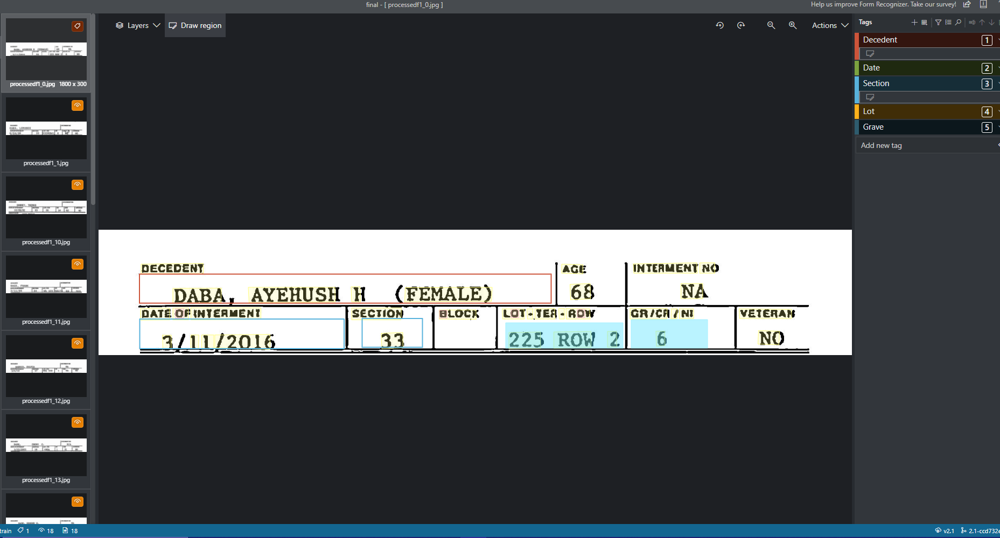 final - [ processedf1_0.jpg ]
Help us improve Form Recognizer. Take our survey!
Layers
Draw region
Actions
Tags
Decedent 1
Date 2
Section 3
Lot 4
Grave 5
Add new tag
processedf1_0.jpg 1800 x 300
processedf1_1.jpg
processedf1_10.jpg
processedf1_11.jpg
processedf1_12.jpg
processedf1_13.jpg
DECEDENT AGE INTERMENT NO
DABA, AYEHUSH H (FEMALE) 68 NA
DATE OF INTERMENT SECTION BLOCK LOT - TER - ROW GR / CR / NI VETERAN
3/11/2016 33 225 ROW 2 6 NO
train 1 18 18
v2.1 2.1-ccd732